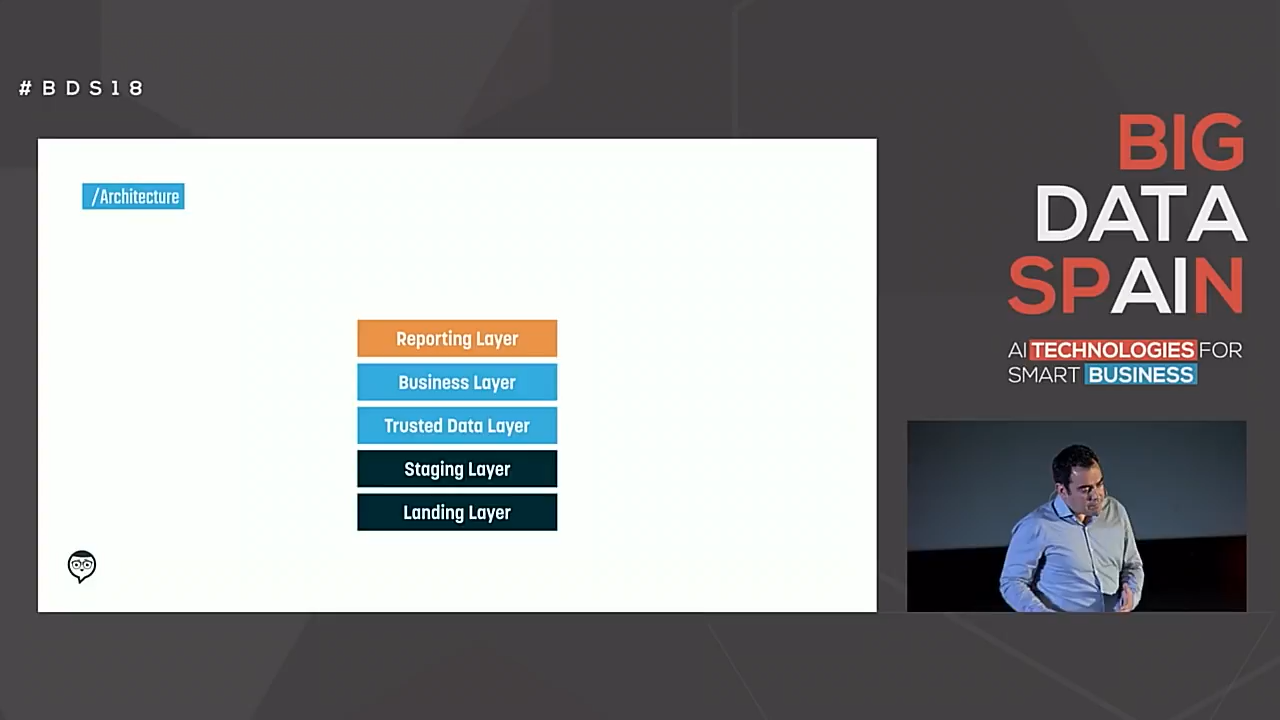 #BDS18
/Architecture
Reporting Layer
Business Layer
Trusted Data Layer
Staging Layer
Landing Layer
BIG
DATA
SPAIN
AI TECHNOLOGIES FOR
SMART BUSINESS